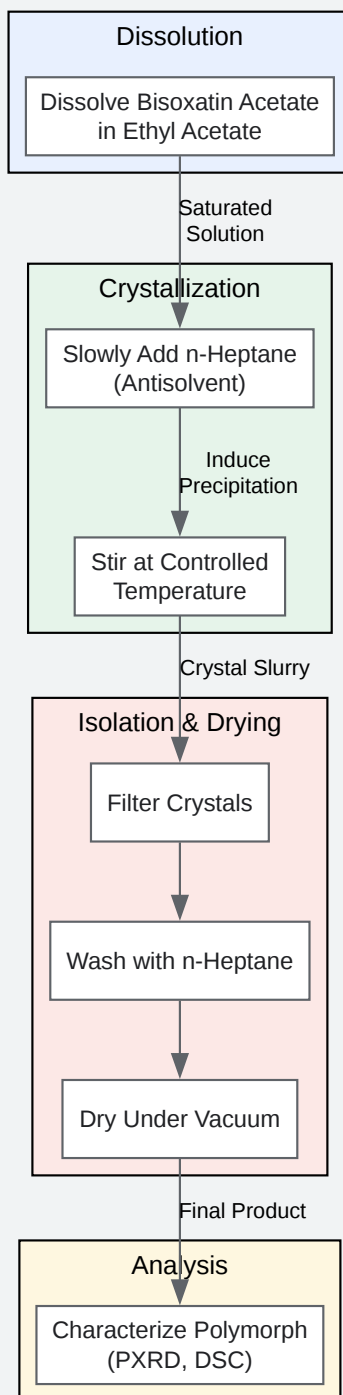 Dissolution
Dissolve Bisoxatin Acetate
in Ethyl Acetate
Saturated
Solution
Crystallization
Slowly Add n-Heptane
(Antisolvent)
Induce
Precipitation
Stir at Controlled
Temperature
Crystal Slurry
Isolation & Drying
Filter Crystals
Wash with n-Heptane
Dry Under Vacuum
Final Product
Analysis
Characterize Polymorph
(PXRD, DSC)